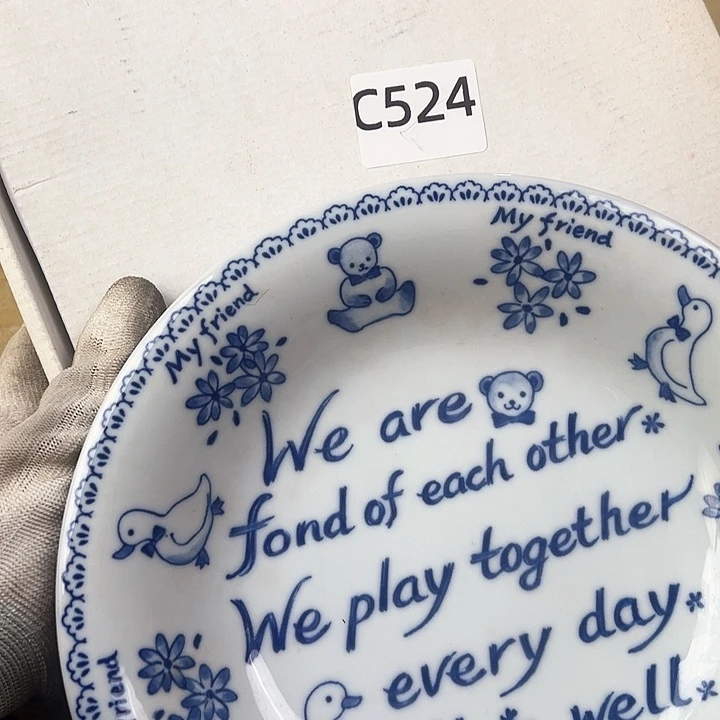 C524
My friend
My friend
We are
fond of each other*
We play together
every day*
well*